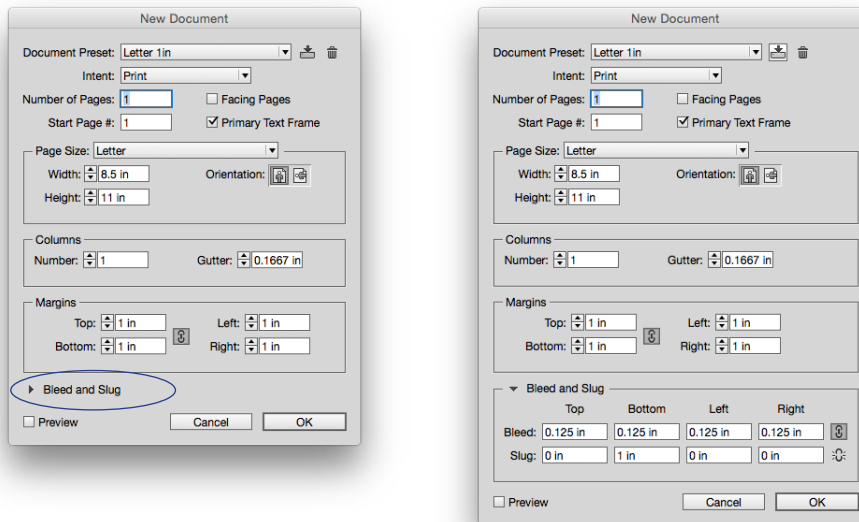 New Document
Document Preset: Letter 1in
Intent: Print
Number of Pages: 1 Facing Pages
Start Page #: 1 Primary Text Frame
Page Size: Letter
Width: 8.5 in Orientation:
Height: 11 in
Columns
Number: 1 Gutter: 0.1667 in
Margins
Top: 1 in Left: 1 in
Bottom: 1 in Right: 1 in
Bleed and Slug
Preview Cancel OK
New Document
Document Preset: Letter 1in
Intent: Print
Number of Pages: 1 Facing Pages
Start Page #: 1 Primary Text Frame
Page Size: Letter
Width: 8.5 in Orientation:
Height: 11 in
Columns
Number: 1 Gutter: 0.1667 in
Margins
Top: 1 in Left: 1 in
Bottom: 1 in Right: 1 in
Bleed and Slug
Top Bottom Left Right
Bleed: 0.125 in 0.125 in 0.125 in 0.125 in
Slug: 0 in 1 in 0 in 0 in
Preview Cancel OK